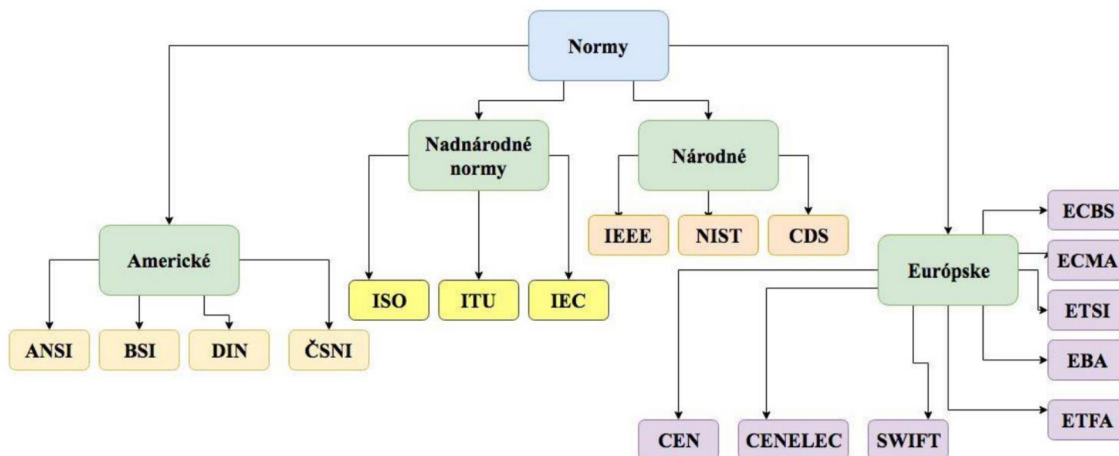 Normy
Nadnárodné
normy
Národné
Americké
Európske
IEEE
NIST
CDS
ISO
ITU
IEC
ANSI
BSI
DIN
ČSNI
ECBS
ECMA
ETSI
EBA
ETFA
CEN
CENELEC
SWIFT